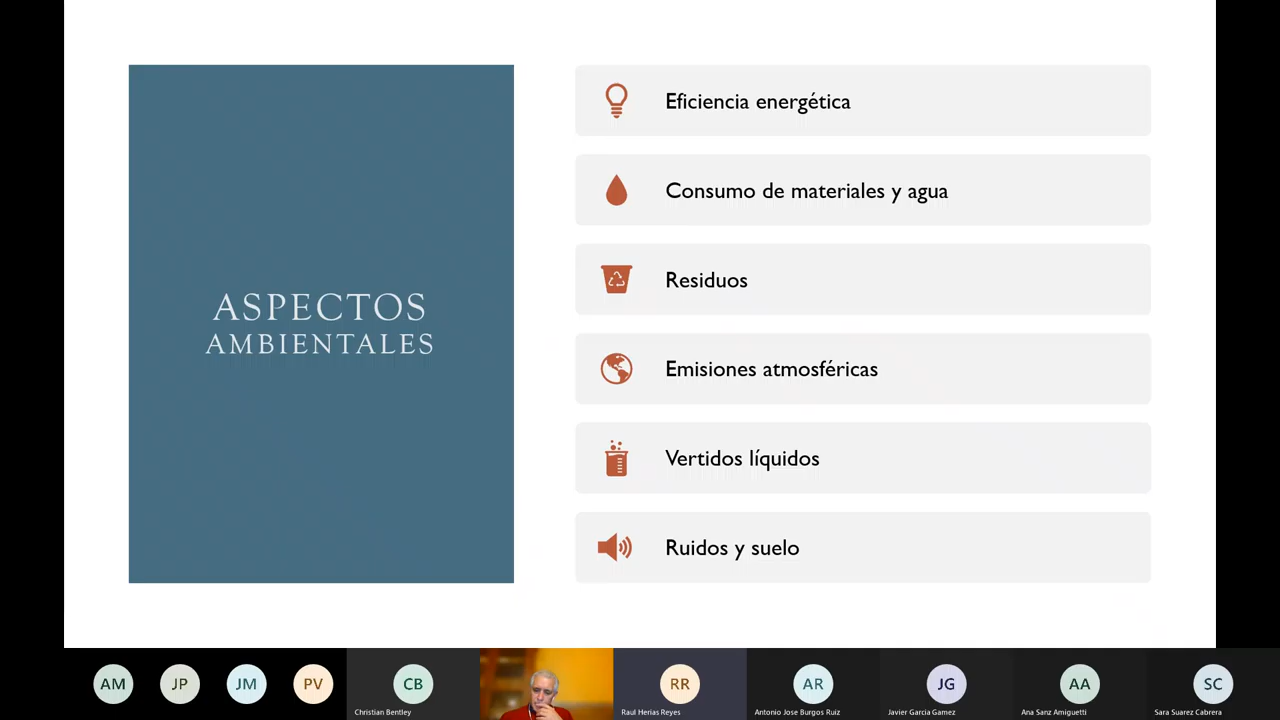 ASPECTOS
AMBIENTALES
Eficiencia energética
Consumo de materiales y agua
Residuos
Emisiones atmosféricas
Vertidos líquidos
Ruidos y suelo
AM
JP
JM
PV
CB
RR
AR
JG
AA
SC
Christian Bentley
Raul Herias Reyes
Antonio Jose Burgos Ruiz
Javier Garcia Gamez
Ana Sanz Amiguetti
Sara Suarez Cabrera